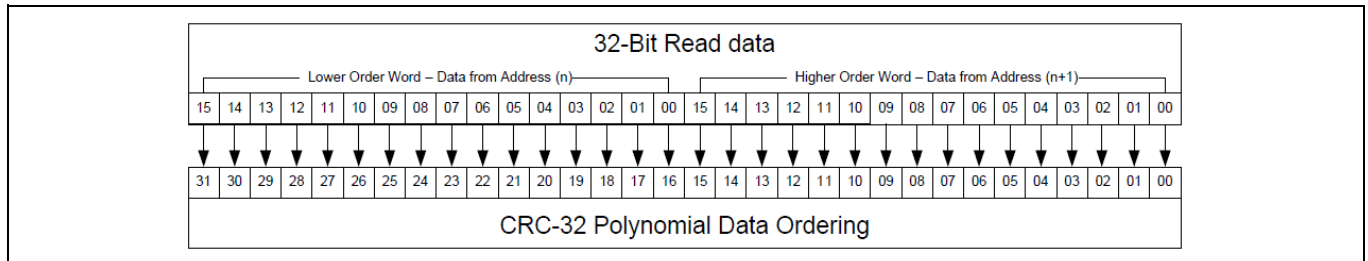 32-Bit Read data
Lower Order Word – Data from Address (n) Higher Order Word – Data from Address (n+1)
15 14 13 12 11 10 09 08 07 06 05 04 03 02 01 00 15 14 13 12 11 10 09 08 07 06 05 04 03 02 01 00
31 30 29 28 27 26 25 24 23 22 21 20 19 18 17 16 15 14 13 12 11 10 09 08 07 06 05 04 03 02 01 00
CRC-32 Polynomial Data Ordering